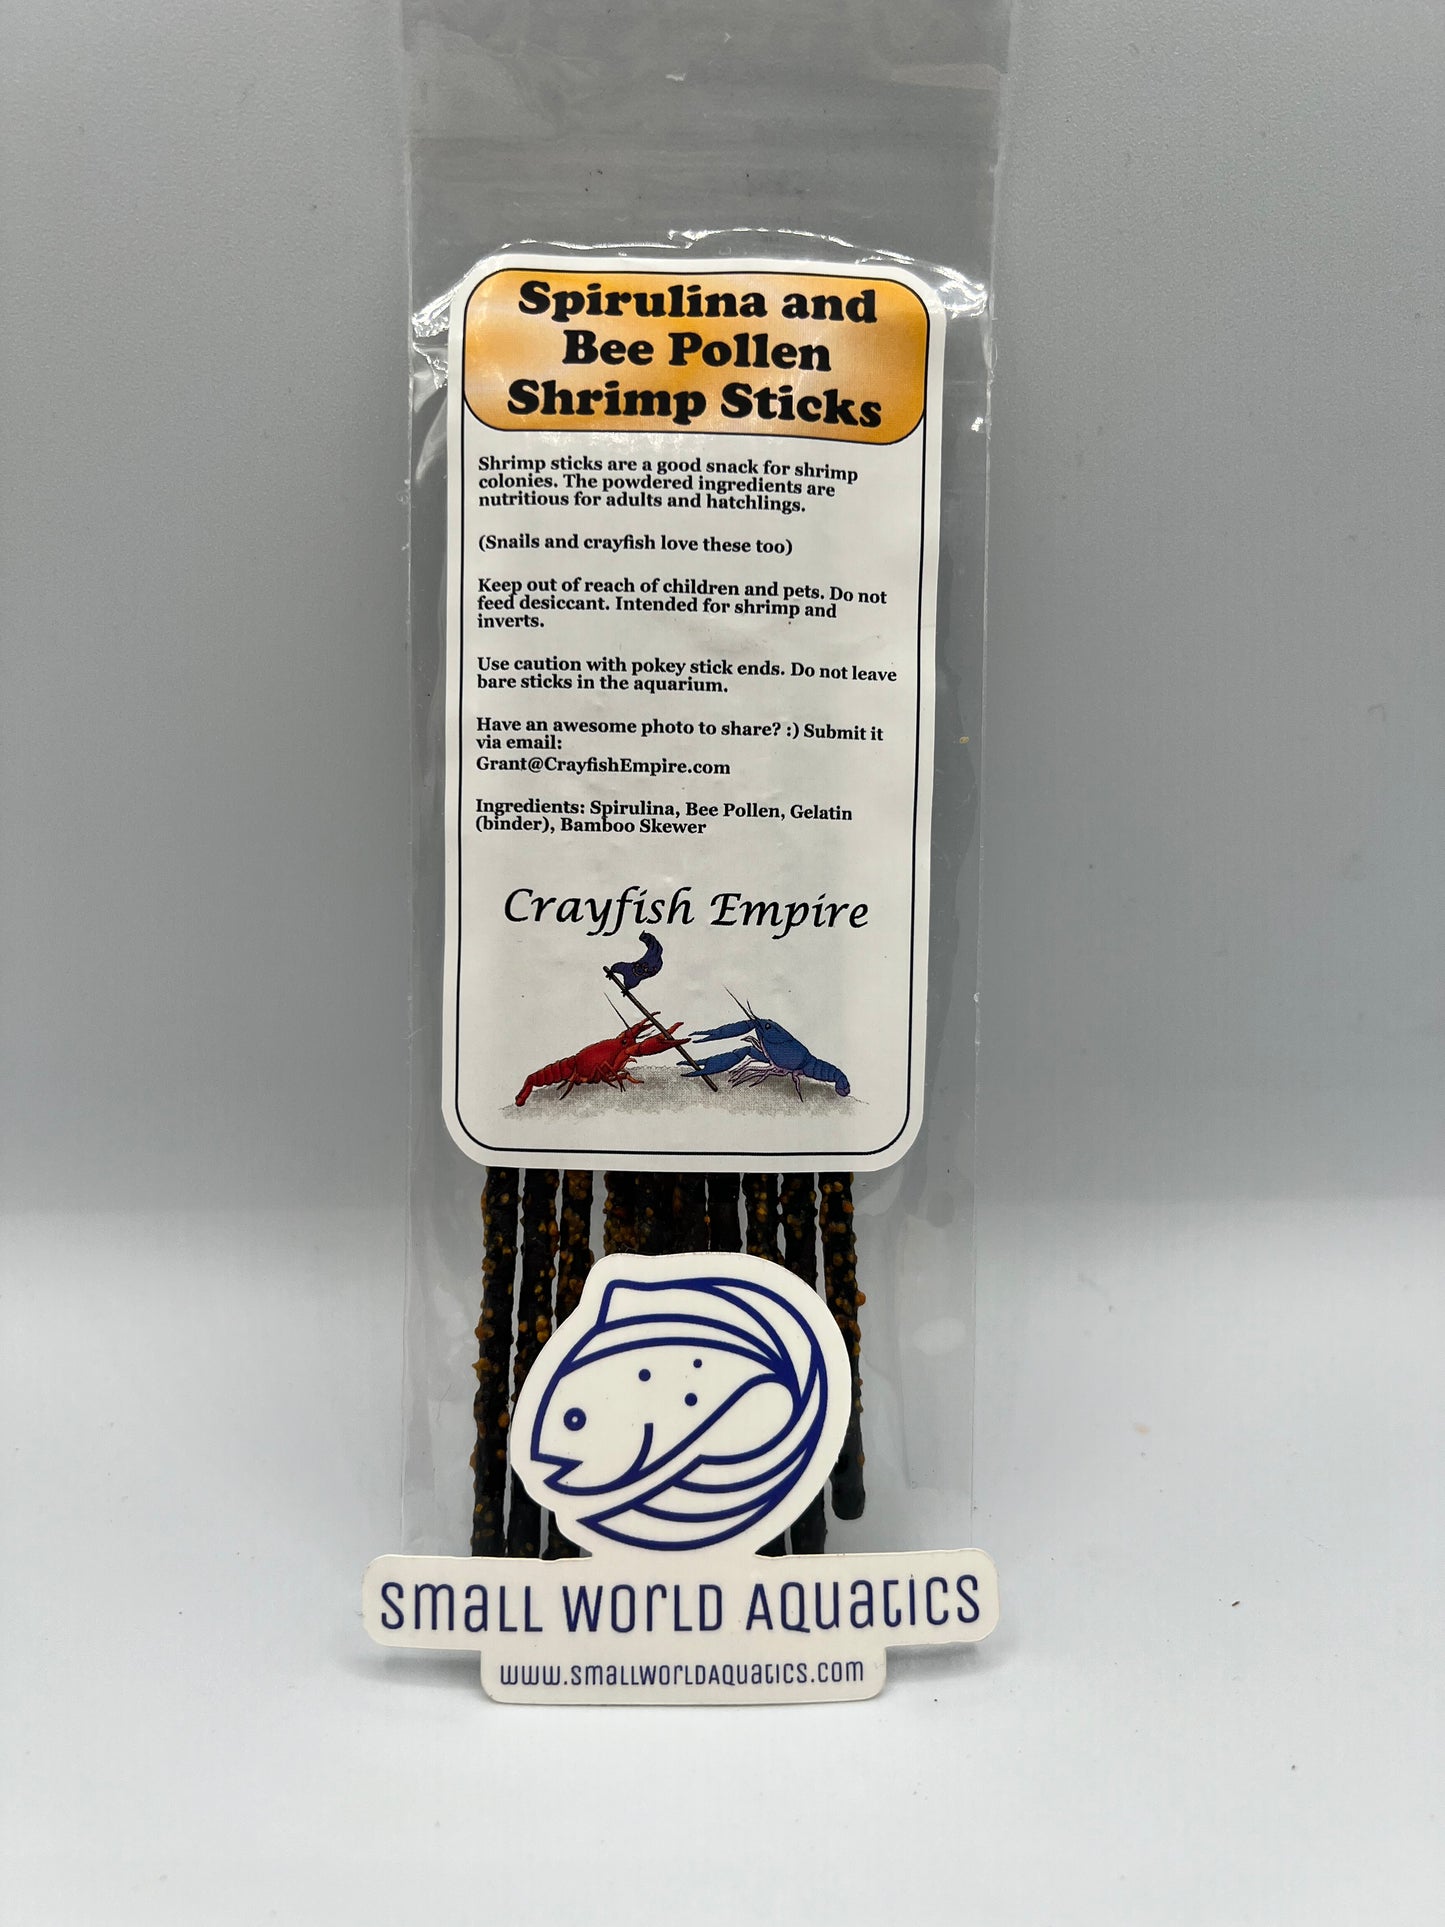 Spirulina and
Bee Pollen
Shrimp Sticks
Shrimp sticks are a good snack for shrimp
colonies. The powdered ingredients are
nutritious for adults and hatchlings.
(Snails and crayfish love these too)
Keep out of reach of children and pets. Do not
feed desiccant. Intended for shrimp and
inverts.
Use caution with pokey stick ends. Do not leave
bare sticks in the aquarium.
Have an awesome photo to share? :) Submit it
via email:
Grant@CrayfishEmpire.com
Ingredients: Spirulina, Bee Pollen, Gelatin
(binder), Bamboo Skewer
Crayfish Empire
SMALL WORLD AQUATICS
www.SMALLWORLDAQUATICS.com